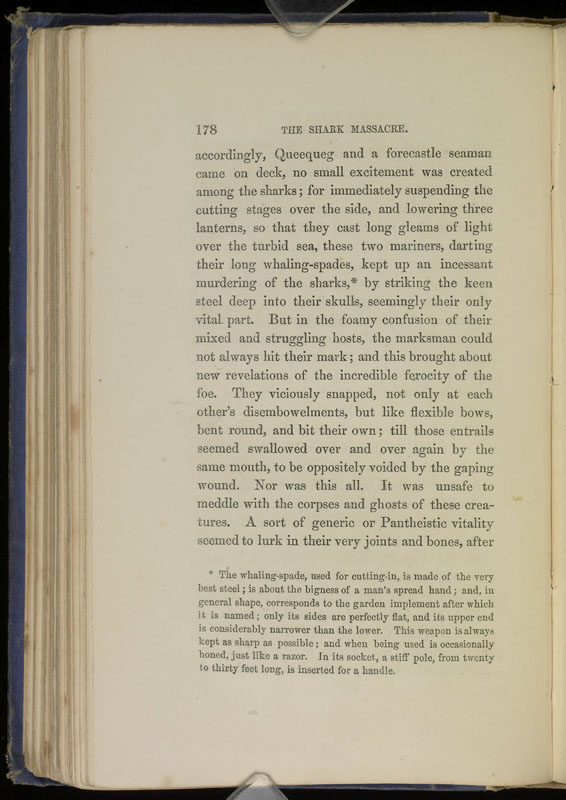 178 THE SHARK MASSACRE.
accordingly, Queequeg and a forecastle seaman
came on deck, no small excitement was created
among the sharks; for immediately suspending the
cutting stages over the side, and lowering three
lanterns, so that they cast long gleams of light
over the turbid sea, these two mariners, darting
their long whaling-spades, kept up an incessant
murdering of the sharks,* by striking the keen
steel deep into their skulls, seemingly their only
vital part. But in the foamy confusion of their
mixed and struggling hosts, the marksman could
not always hit their mark; and this brought about
new revelations of the incredible ferocity of the
foe. They viciously snapped, not only at each
other's disembowelments, but like flexible bows,
bent round, and bit their own; till those entrails
seemed swallowed over and over again by the
same mouth, to be oppositely voided by the gaping
wound. Nor was this all. It was unsafe to
meddle with the corpses and ghosts of these crea-
tures. A sort of generic or Pantheistic vitality
seemed to lurk in their very joints and bones, after
* The whaling-spade, used for cutting-in, is made of the very
best steel; is about the bigness of a man's spread hand; and, in
general shape, corresponds to the garden implement after which
it is named; only its sides are perfectly flat, and its upper end
is considerably narrower than the lower. This weapon is always
kept as sharp as possible; and when being used is occasionally
honed, just like a razor. In its socket, a stiff pole, from twenty
to thirty feet long, is inserted for a handle.